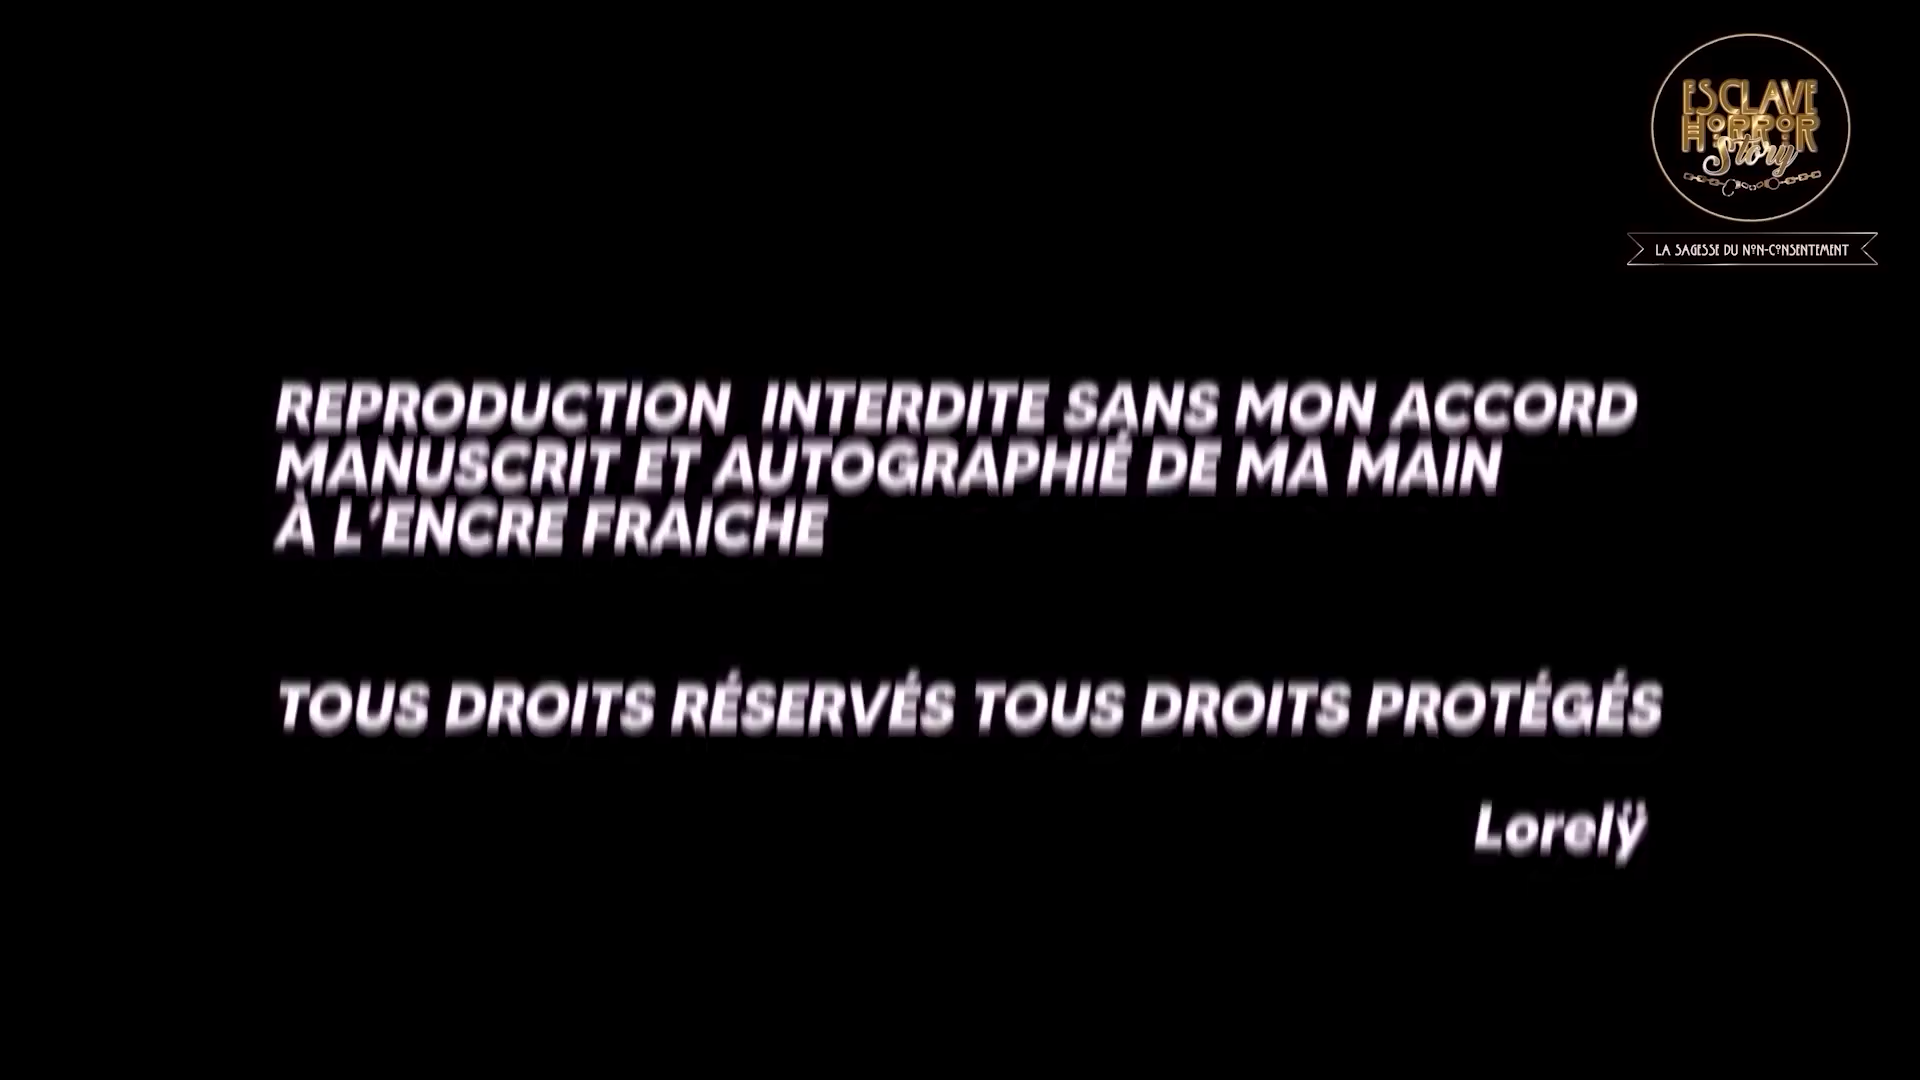 ESCLAVE
HORROR
Story
LA SAGESSE DU NON-CONSENTEMENT
REPRODUCTION INTERDITE SANS MON ACCORD
MANUSCRIT ET AUTOGRAPHIÉ DE MA MAIN
À L'ENCRE FRAICHE
TOUS DROITS RÉSERVÉS TOUS DROITS PROTÉGÉS
Lorelÿ